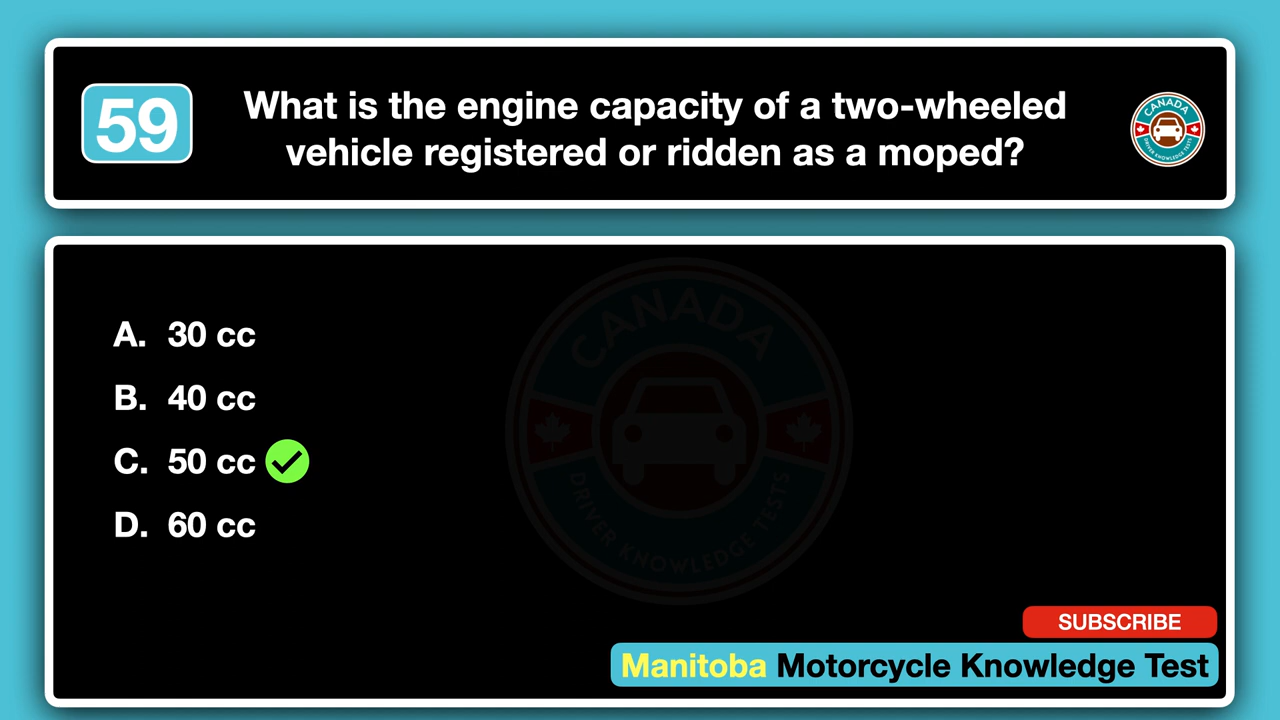 59
What is the engine capacity of a two-wheeled
vehicle registered or ridden as a moped?
CANADA
DRIVER KNOWLEDGE TESTS
A. 30 cc
B. 40 cc
C. 50 cc
D. 60 cc
CANADA
DRIVER KNOWLEDGE TESTS
SUBSCRIBE
Manitoba Motorcycle Knowledge Test